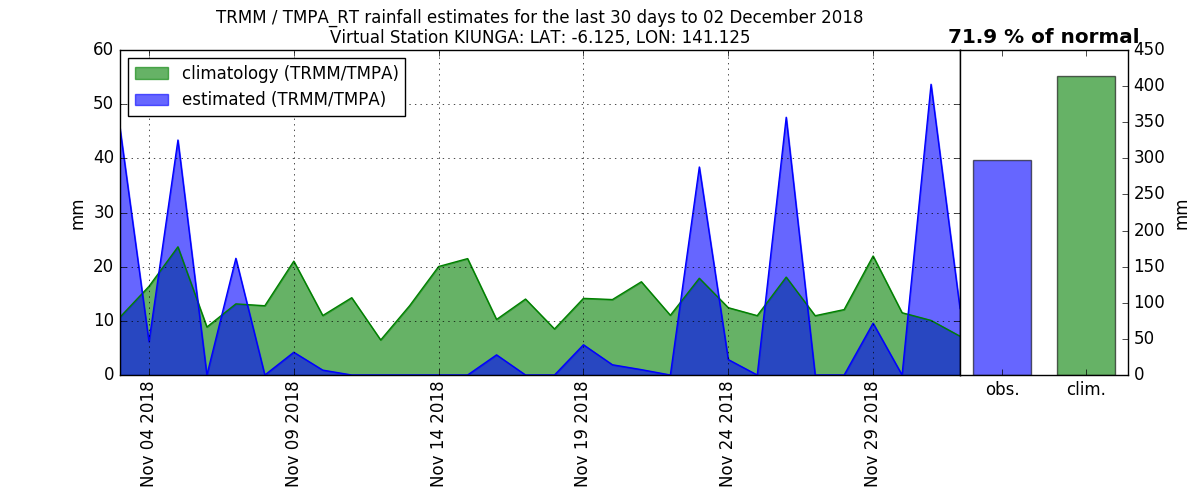 TRMM / TMPA_RT rainfall estimates for the last 30 days to 02 December 2018
Virtual Station KIUNGA: LAT: -6.125, LON: 141.125
71.9 % of normal
climatology (TRMM/TMPA)
estimated (TRMM/TMPA)
60
50
40
30
20
10
0
mm
Nov 04 2018
Nov 09 2018
Nov 14 2018
Nov 19 2018
Nov 24 2018
Nov 29 2018
obs.
clim.
450
400
350
300
250
200
150
100
50
0
mm